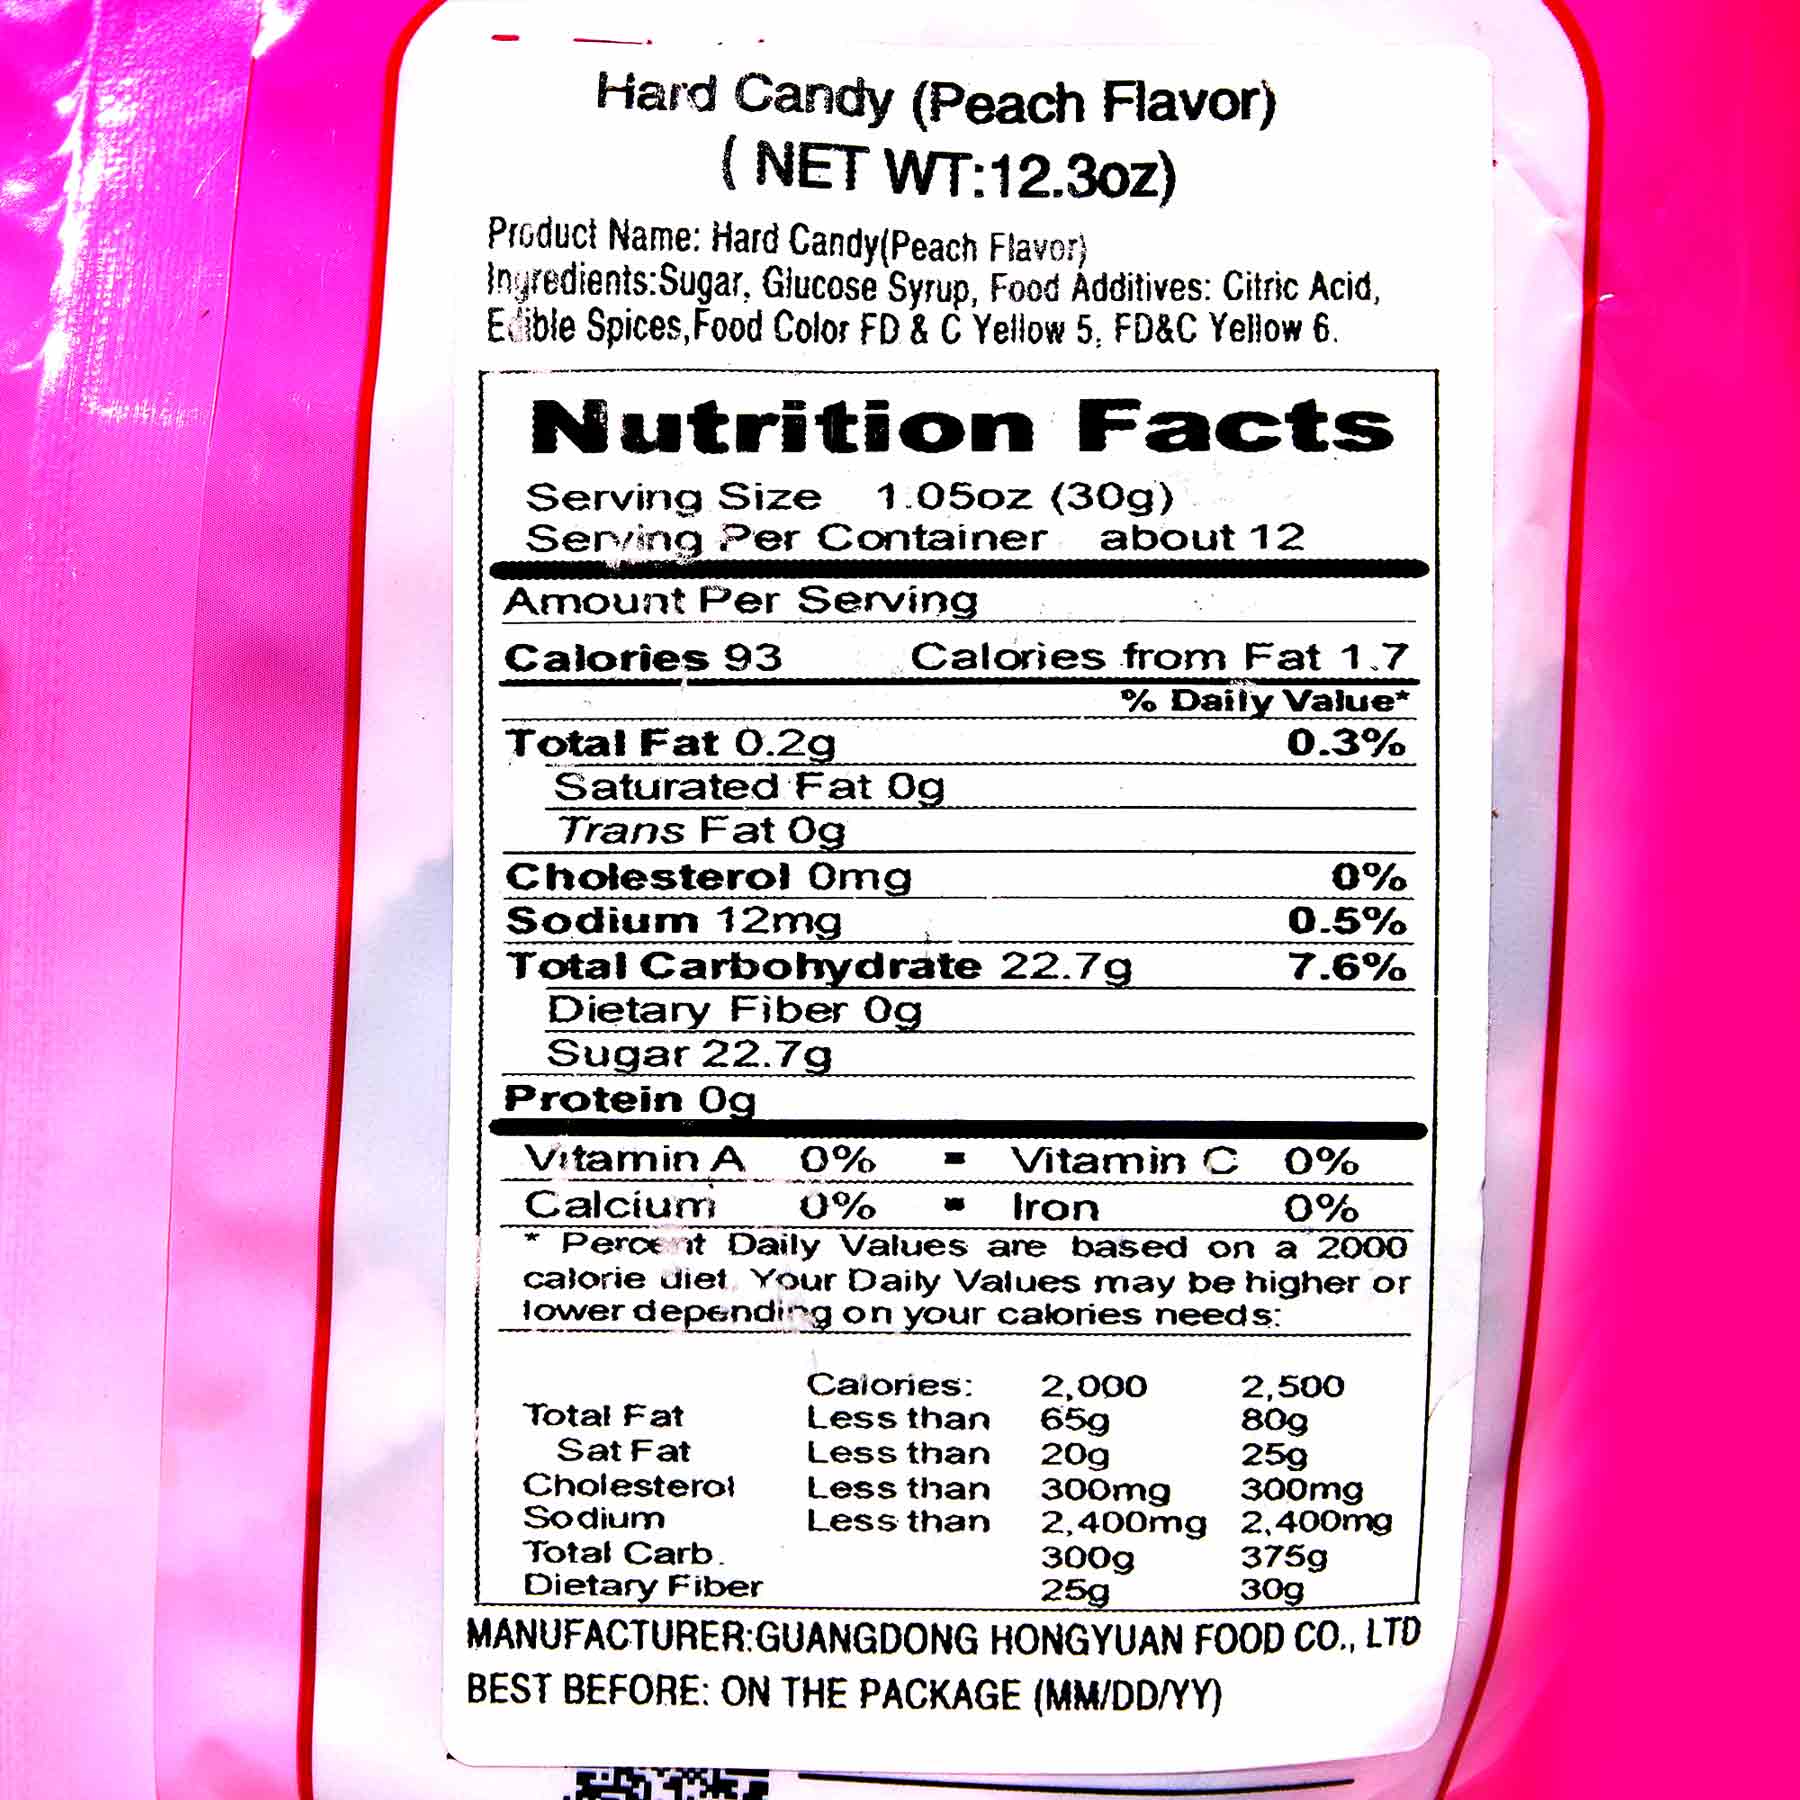 Hard Candy (Peach Flavor)
( NET WT:12.3oz)
Product Name: Hard Candy(Peach Flavor)
Ingredients:Sugar, Glucose Syrup, Food Additives: Citric Acid,
Edible Spices,Food Color FD & C Yellow 5, FD&C Yellow 6.
Nutrition Facts
Serving Size 1.05oz (30g)
Serving Per Container about 12
Amount Per Serving
Calories 93 Calories from Fat 1.7
% Daily Value*
Total Fat 0.2g 0.3%
Saturated Fat 0g
Trans Fat 0g
Cholesterol 0mg 0%
Sodium 12mg 0.5%
Total Carbohydrate 22.7g 7.6%
Dietary Fiber 0g
Sugar 22.7g
Protein 0g
Vitamin A 0% ▪ Vitamin C 0%
Calcium 0% ▪ Iron 0%
* Percent Daily Values are based on a 2000
calorie diet. Your Daily Values may be higher or
lower depending on your calories needs:
Calories: 2,000 2,500
Total Fat Less than 65g 80g
Sat Fat Less than 20g 25g
Cholesterol Less than 300mg 300mg
Sodium Less than 2,400mg 2,400mg
Total Carb. 300g 375g
Dietary Fiber 25g 30g
MANUFACTURER:GUANGDONG HONGYUAN FOOD CO., LTD
BEST BEFORE: ON THE PACKAGE (MM/DD/YY)